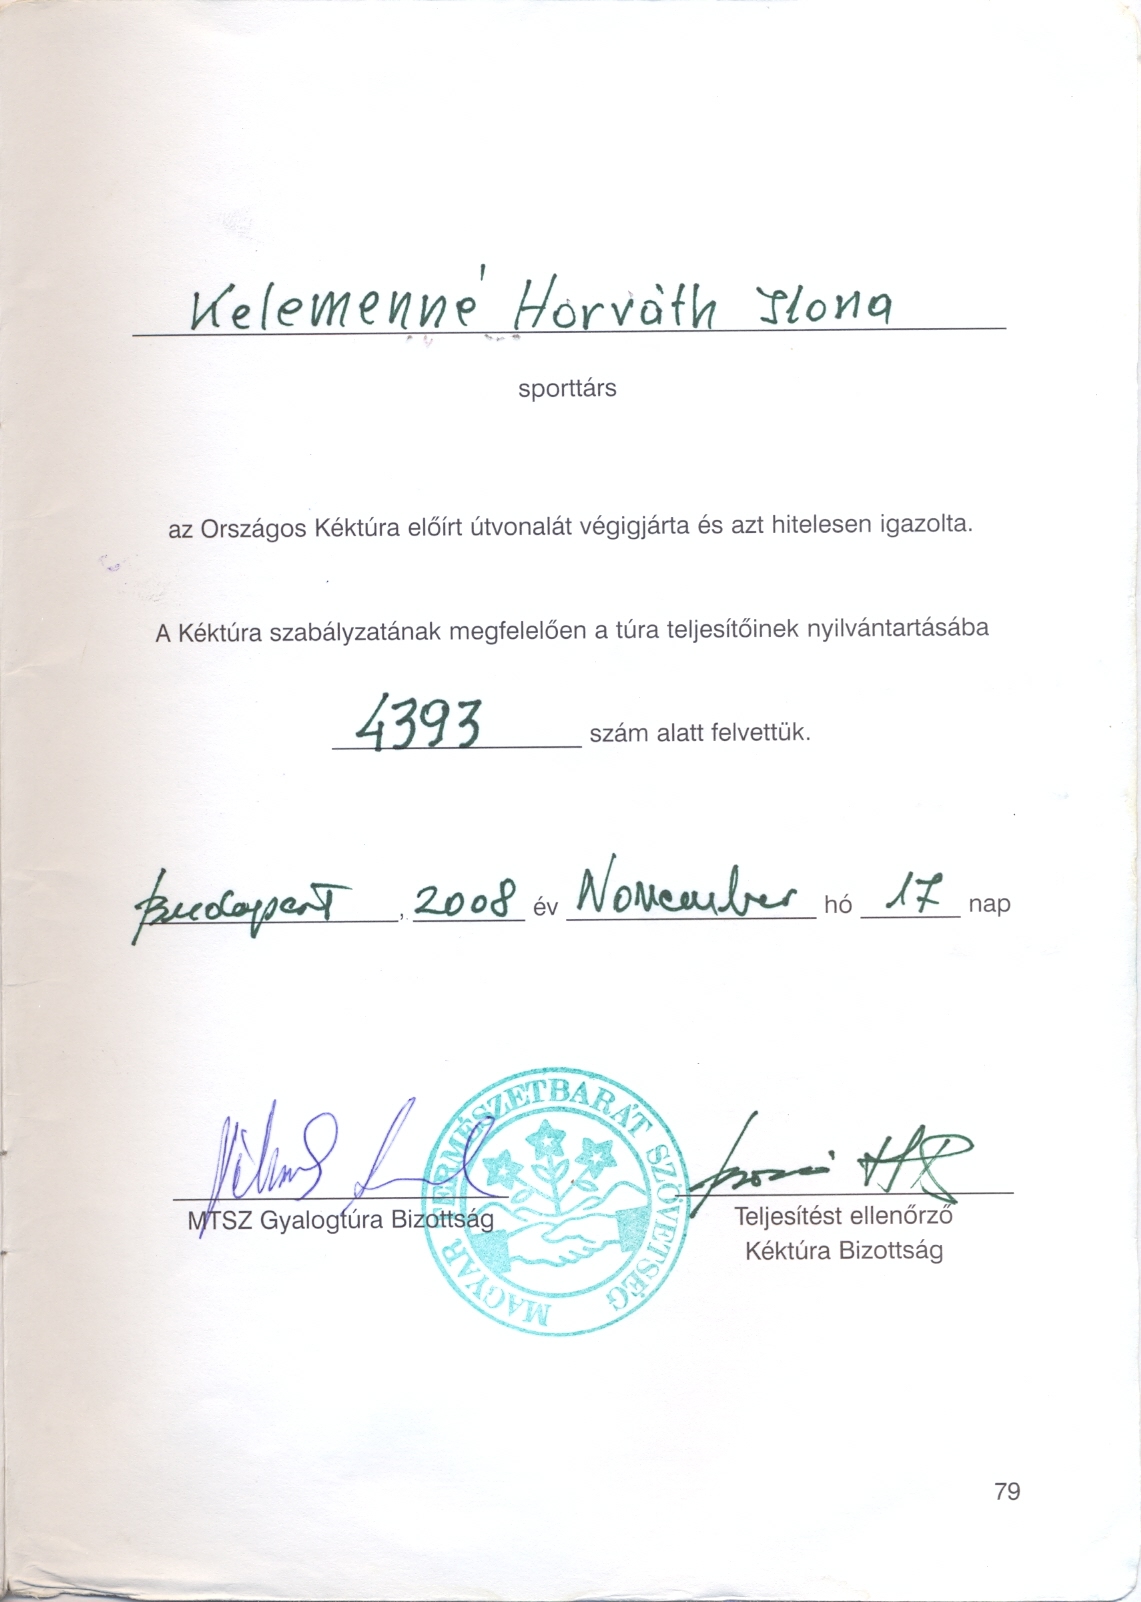 Kelemenné Horváth Ilona
sporttárs
az Országos Kéktúra előírt útvonalát végigjárta és azt hitelesen igazolta.
A Kéktúra szabályzatának megfelelően a túra teljesítőinek nyilvántartásába
4393 szám alatt felvettük.
Budapest, 2008 év November hó 17 nap
MAGYAR TERMÉSZETBARÁT SZÖVETSÉG
MTSZ Gyalogtúra Bizottság
Teljesítést ellenőrző
Kéktúra Bizottság
79